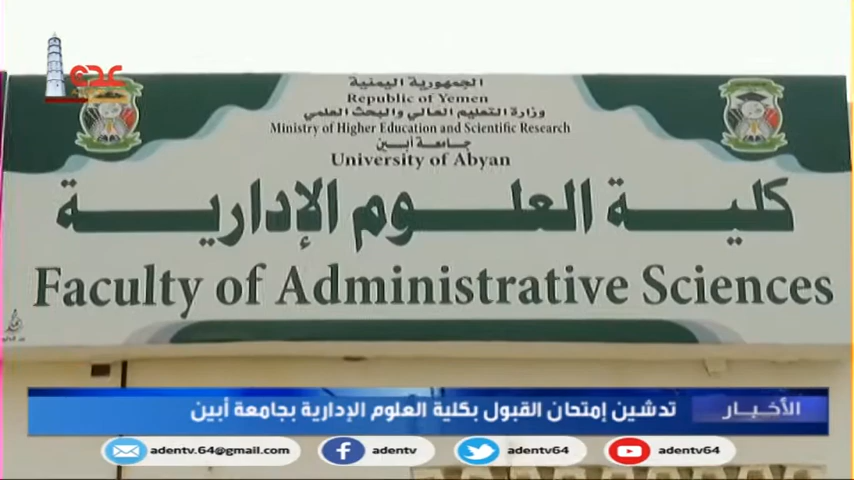 عدن
الجمهورية اليمنية
Republic of Yemen
وزارة التعليم العالي والبحث العلمي
Ministry of Higher Education and Scientific Research
جامعة أبين
University of Abyan
كلية العلوم الإدارية
Faculty of Administrative Sciences
الأخبار
تدشين إمتحان القبول بكلية العلوم الإدارية بجامعة أبين
adentv.64@gmail.com
adentv
adentv64
adentv64